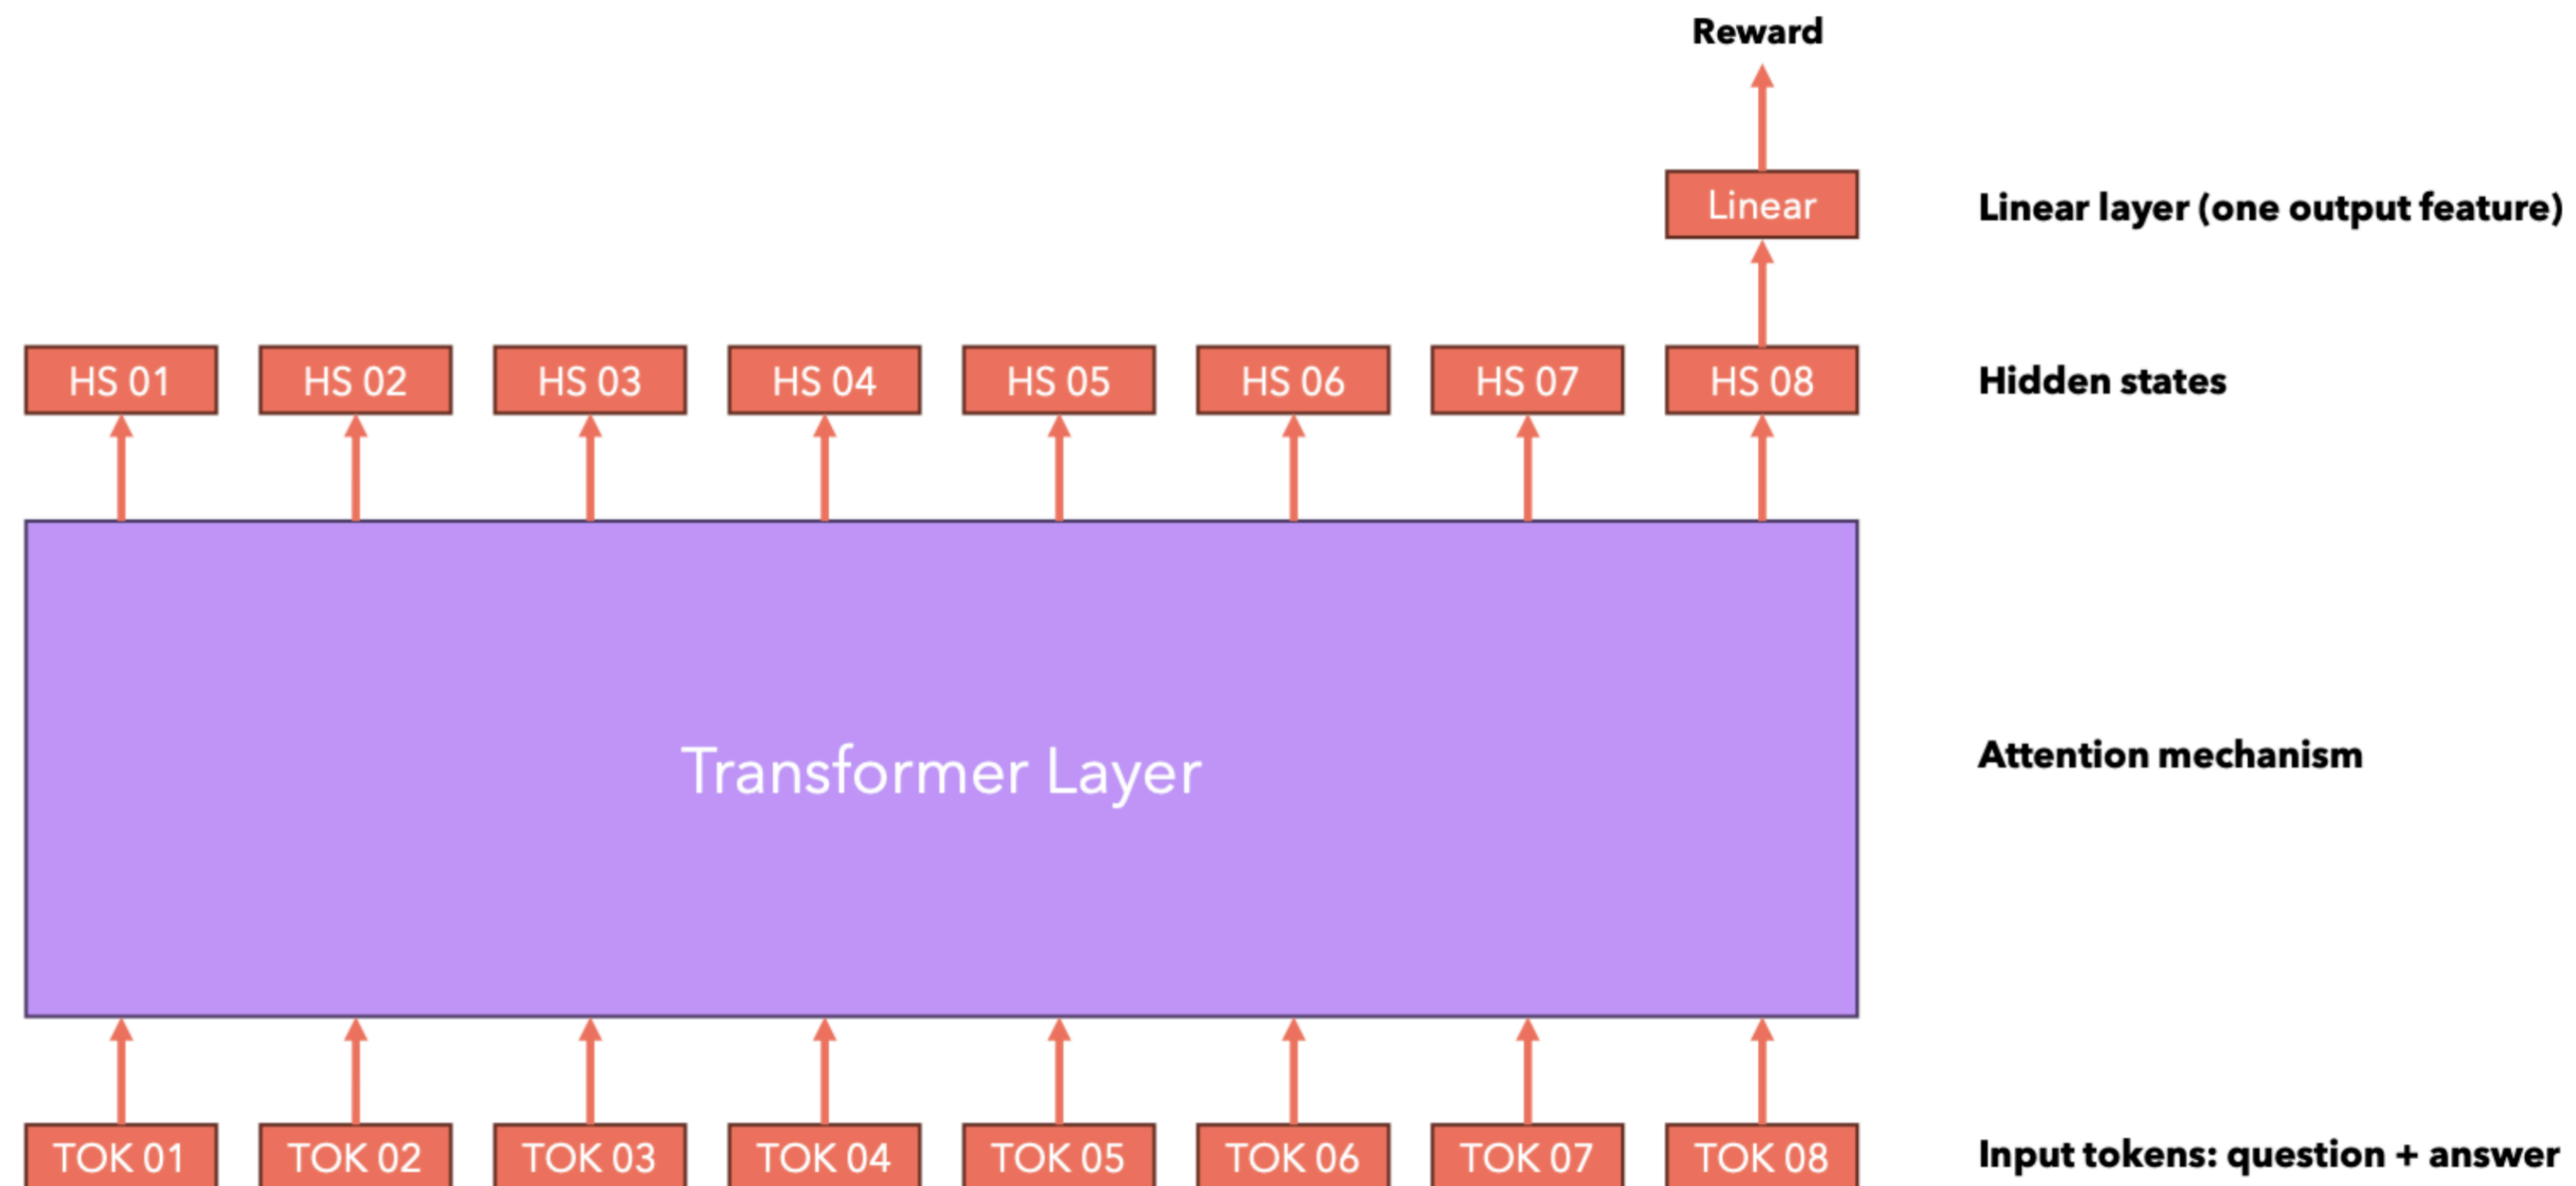 Reward
Linear
Linear layer (one output feature)
HS 01 HS 02 HS 03 HS 04 HS 05 HS 06 HS 07 HS 08
Hidden states
Transformer Layer
Attention mechanism
TOK 01 TOK 02 TOK 03 TOK 04 TOK 05 TOK 06 TOK 07 TOK 08
Input tokens: question + answer